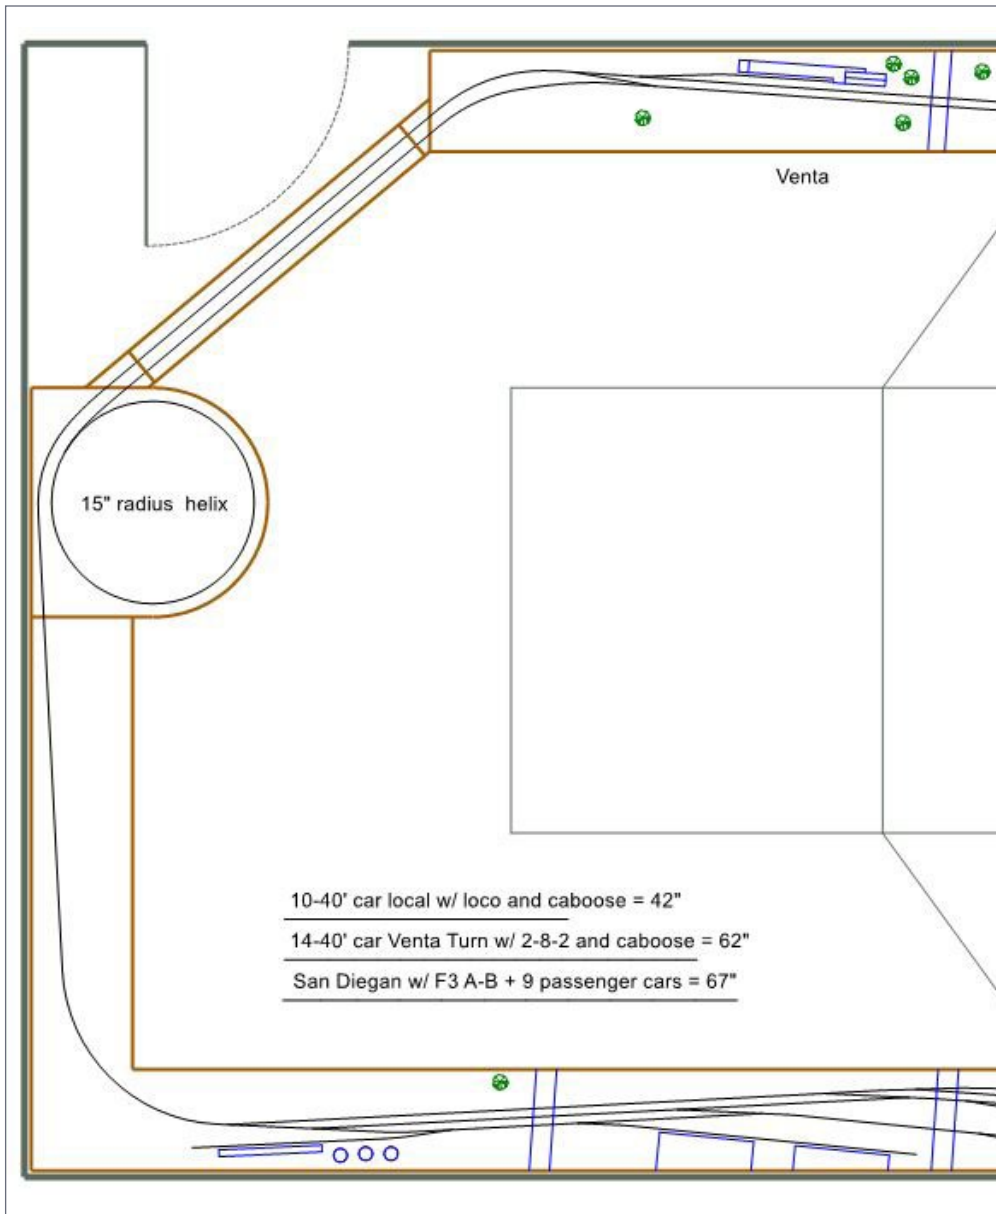 Venta
15" radius helix
10-40' car local w/ loco and caboose = 42"
14-40' car Venta Turn w/ 2-8-2 and caboose = 62"
San Diegan w/ F3 A-B + 9 passenger cars = 67"